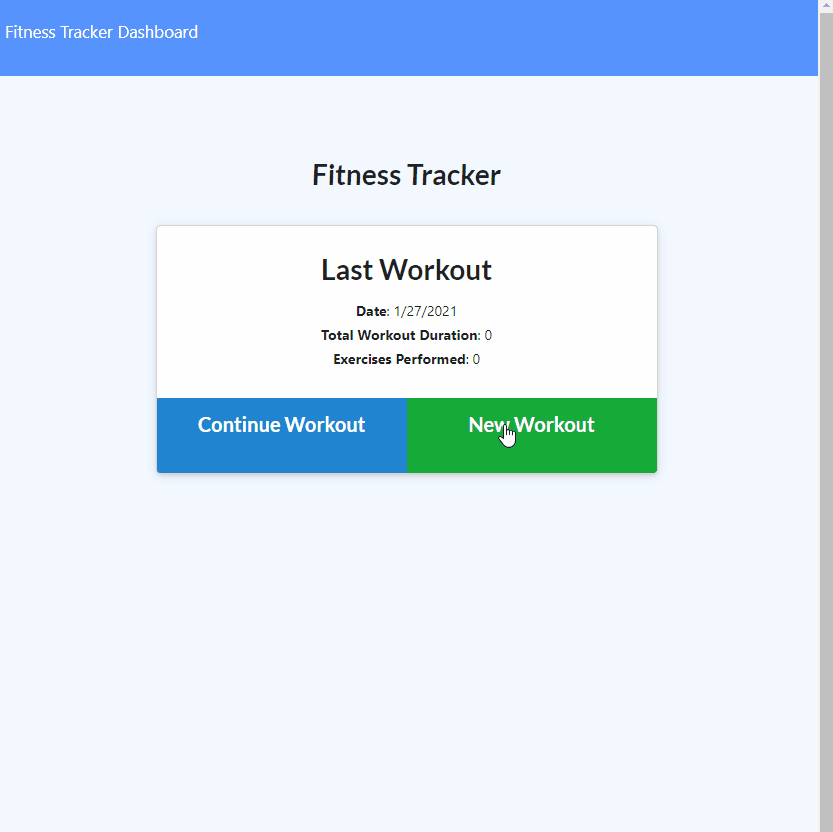 Fitness Tracker Dashboard
Fitness Tracker
Last Workout
Date: 1/27/2021
Total Workout Duration: 0
Exercises Performed: 0
Continue Workout
New Workout